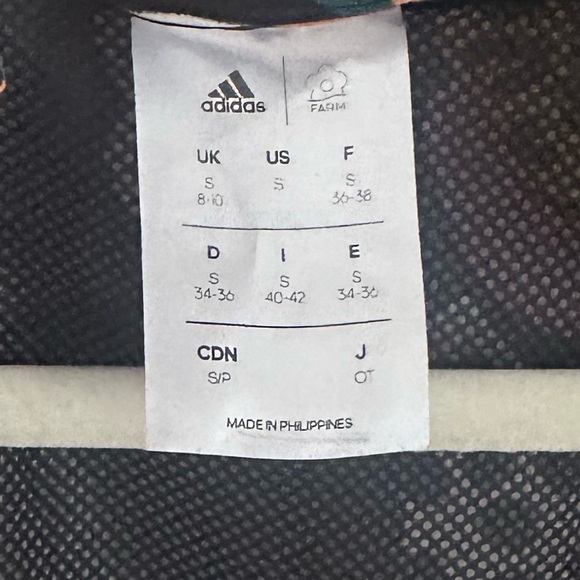 adidas FARM
UK US F
S S S
8-10 36-38
D I E
S S S
34-36 40-42 34-36
CDN J
S/P OT
MADE IN PHILIPPINES